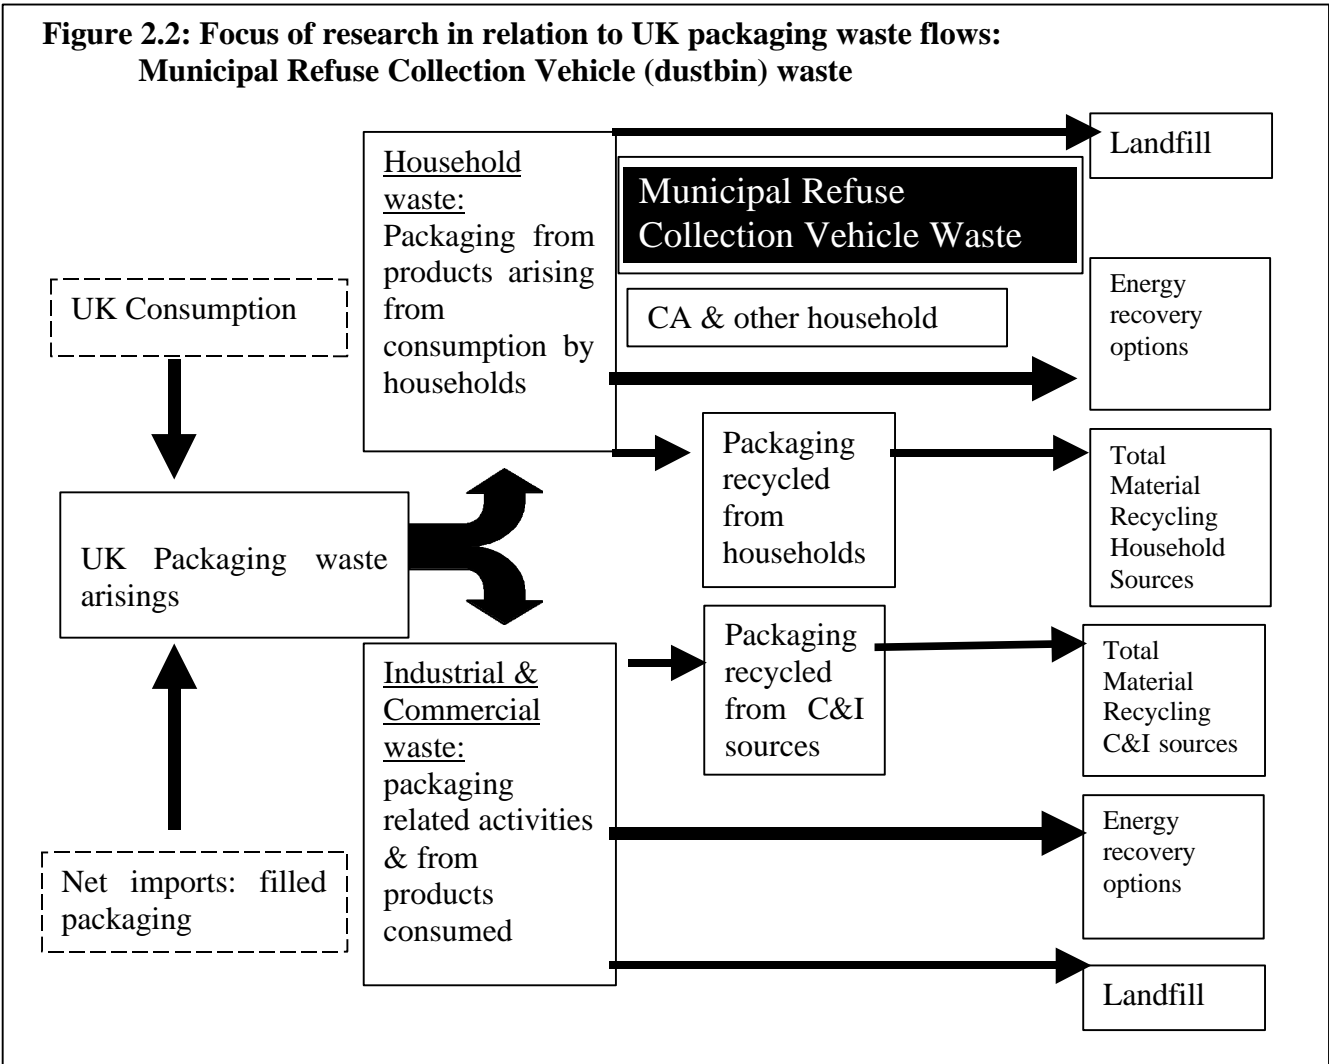 Figure 2.2: Focus of research in relation to UK packaging waste flows:
Municipal Refuse Collection Vehicle (dustbin) waste
Household
waste:
Packaging from
products arising
from
consumption by
households
Landfill
Municipal Refuse
Collection Vehicle Waste
UK Consumption
CA & other household
Energy
recovery
options
Packaging
recycled
from
households
Total
Material
Recycling
Household
Sources
UK Packaging waste
arisings
Packaging
recycled
from C&I
sources
Total
Material
Recycling
C&I sources
Industrial &
Commercial
waste:
packaging
related activities
& from
products
consumed
Net imports: filled
packaging
Energy
recovery
options
Landfill